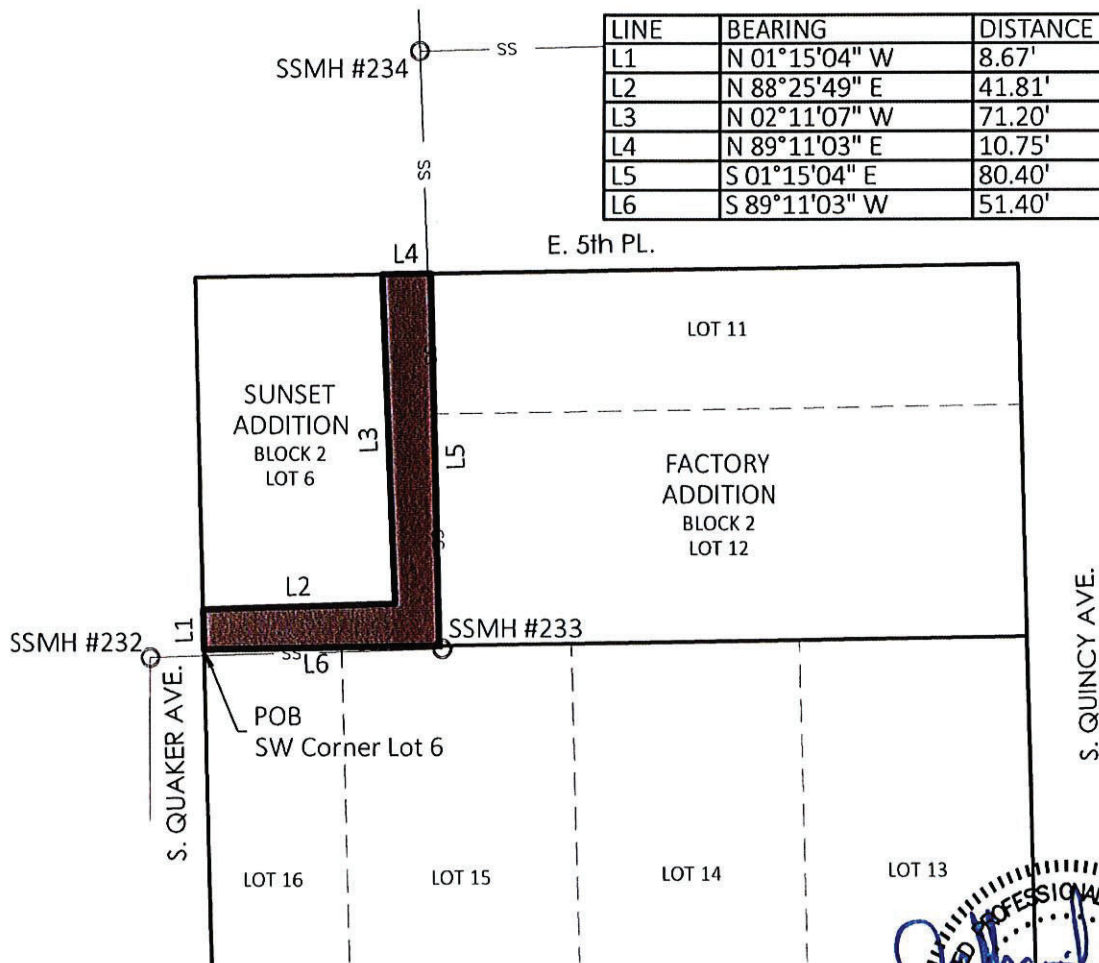 LINE BEARING DISTANCE
L1 N 01°15'04" W 8.67'
L2 N 88°25'49" E 41.81'
L3 N 02°11'07" W 71.20'
L4 N 89°11'03" E 10.75'
L5 S 01°15'04" E 80.40'
L6 S 89°11'03" W 51.40'
SSMH #234
SS
SS
E. 5th PL.
L4
LOT 11
SUNSET
ADDITION
BLOCK 2
LOT 6
L3
L5
SS
FACTORY
ADDITION
BLOCK 2
LOT 12
SS
L2
L1
SSMH #232
SSMH #233
SS
L6
POB
SW Corner Lot 6
S. QUAKER AVE.
S. QUINCY AVE.
LOT 16
LOT 15
LOT 14
LOT 13
PROFESSIONAL